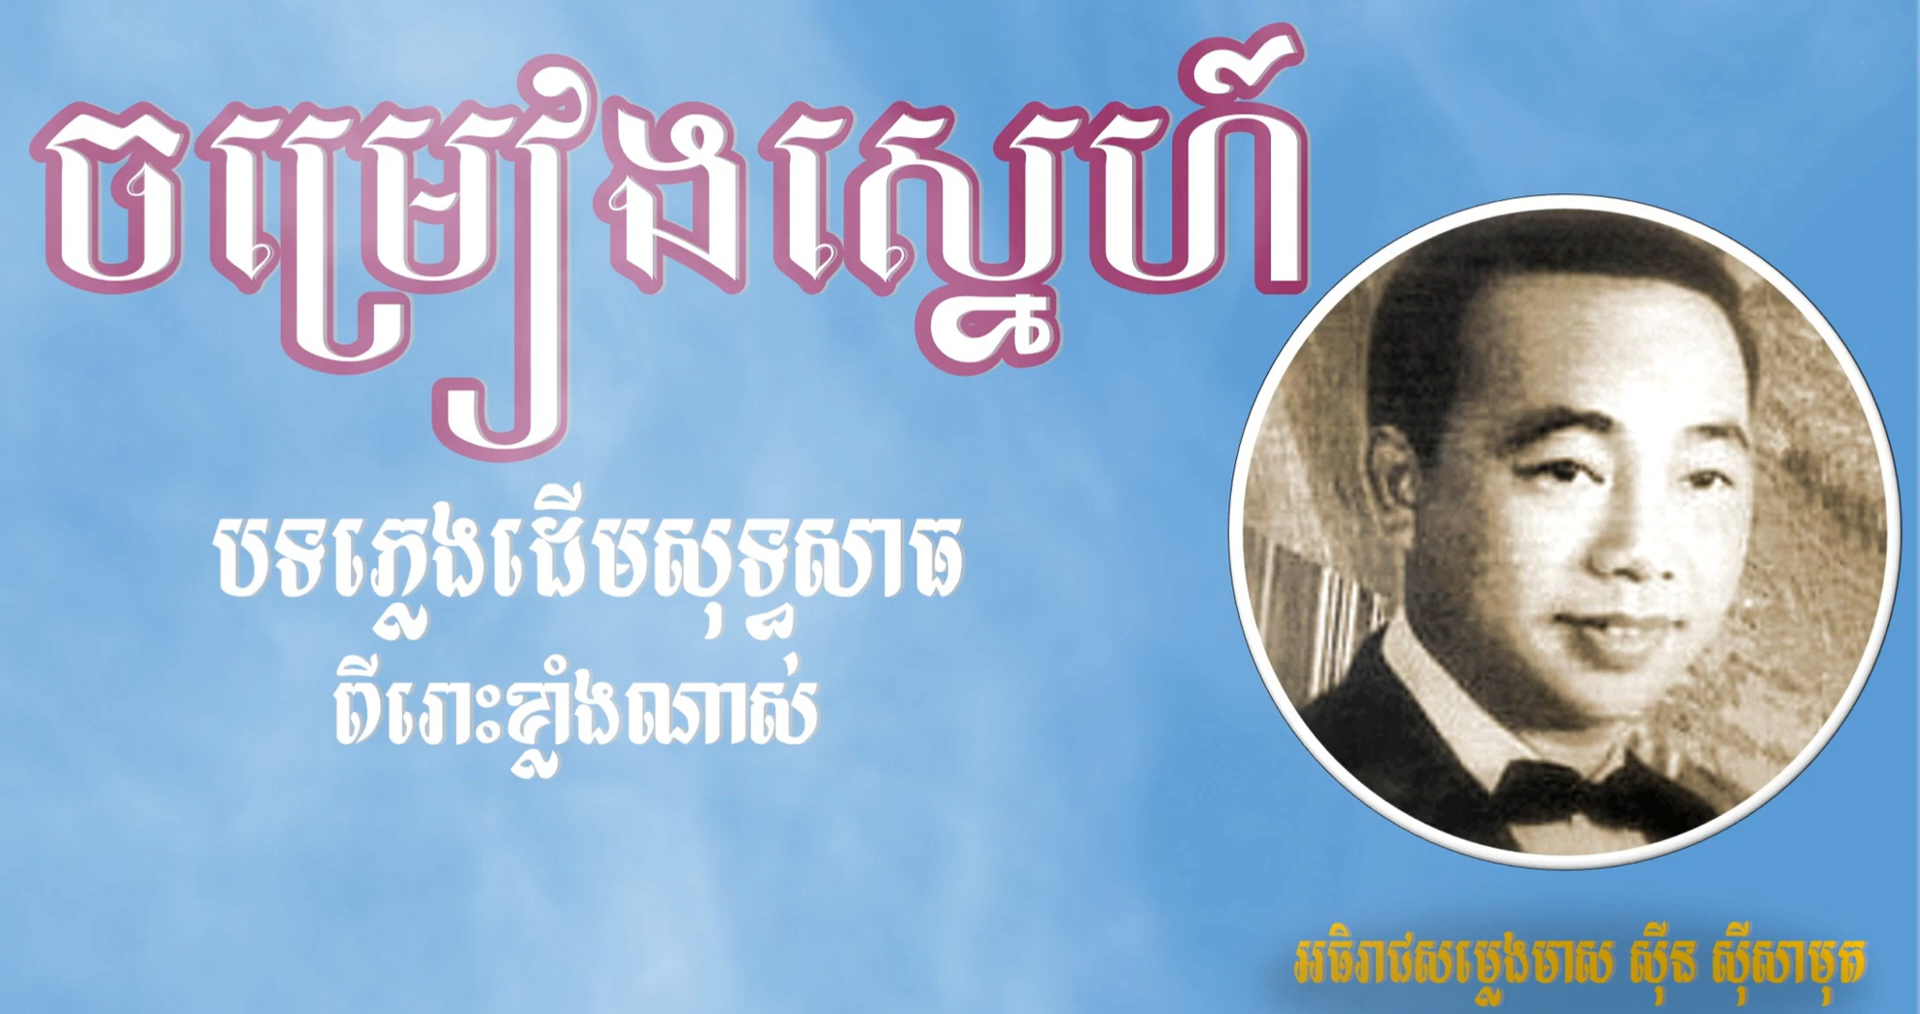 ចម្រៀងស្នេហ៍
បទភ្លេងដើមសុទ្ធសាធ
ពីរោះខ្លាំងណាស់
អធិរាជសម្លេងមាស ស៊ីន ស៊ីសាមុត